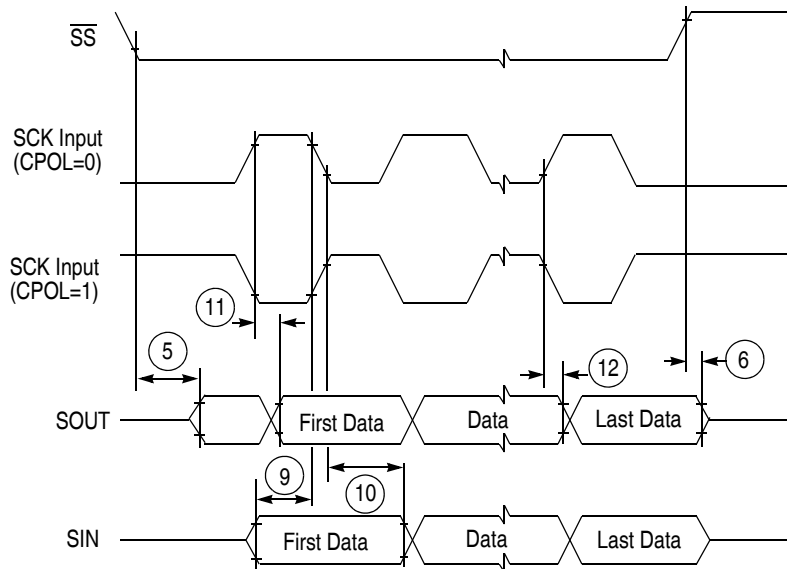 S̅S̅
SCK Input
(CPOL=0)
SCK Input
(CPOL=1)
11
5
12
6
SOUT
First Data
Data
Last Data
9
10
SIN
First Data
Data
Last Data